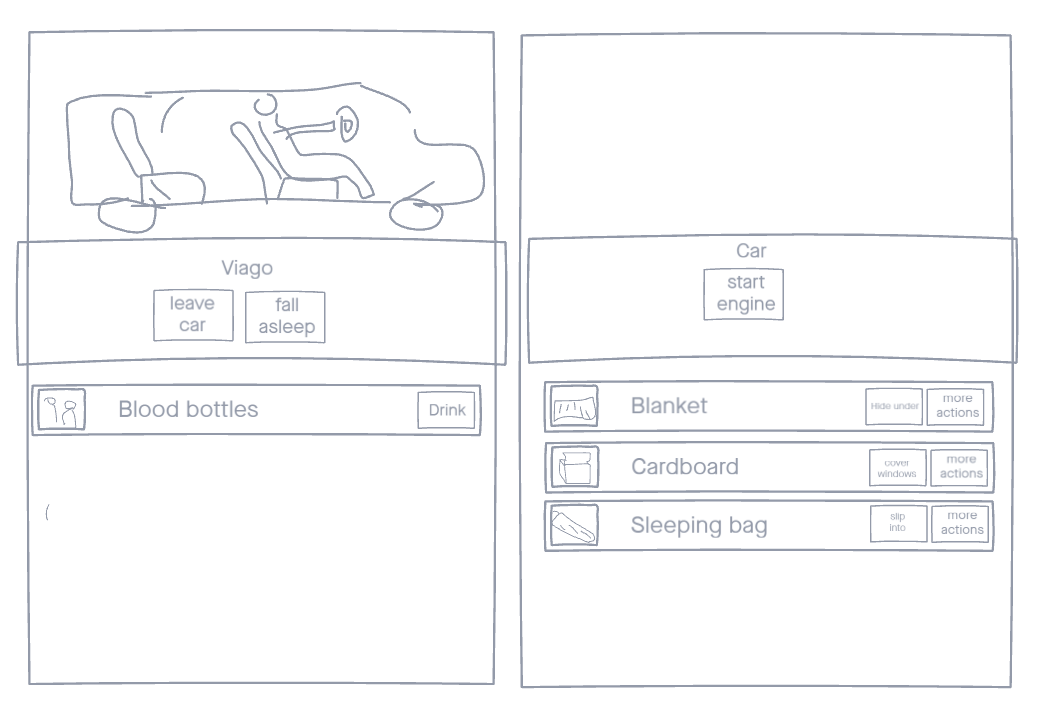 Viago
leave
car
fall
asleep
Blood bottles
Drink
Car
start
engine
Blanket
Hide under
more
actions
Cardboard
cover
windows
more
actions
Sleeping bag
slip
into
more
actions